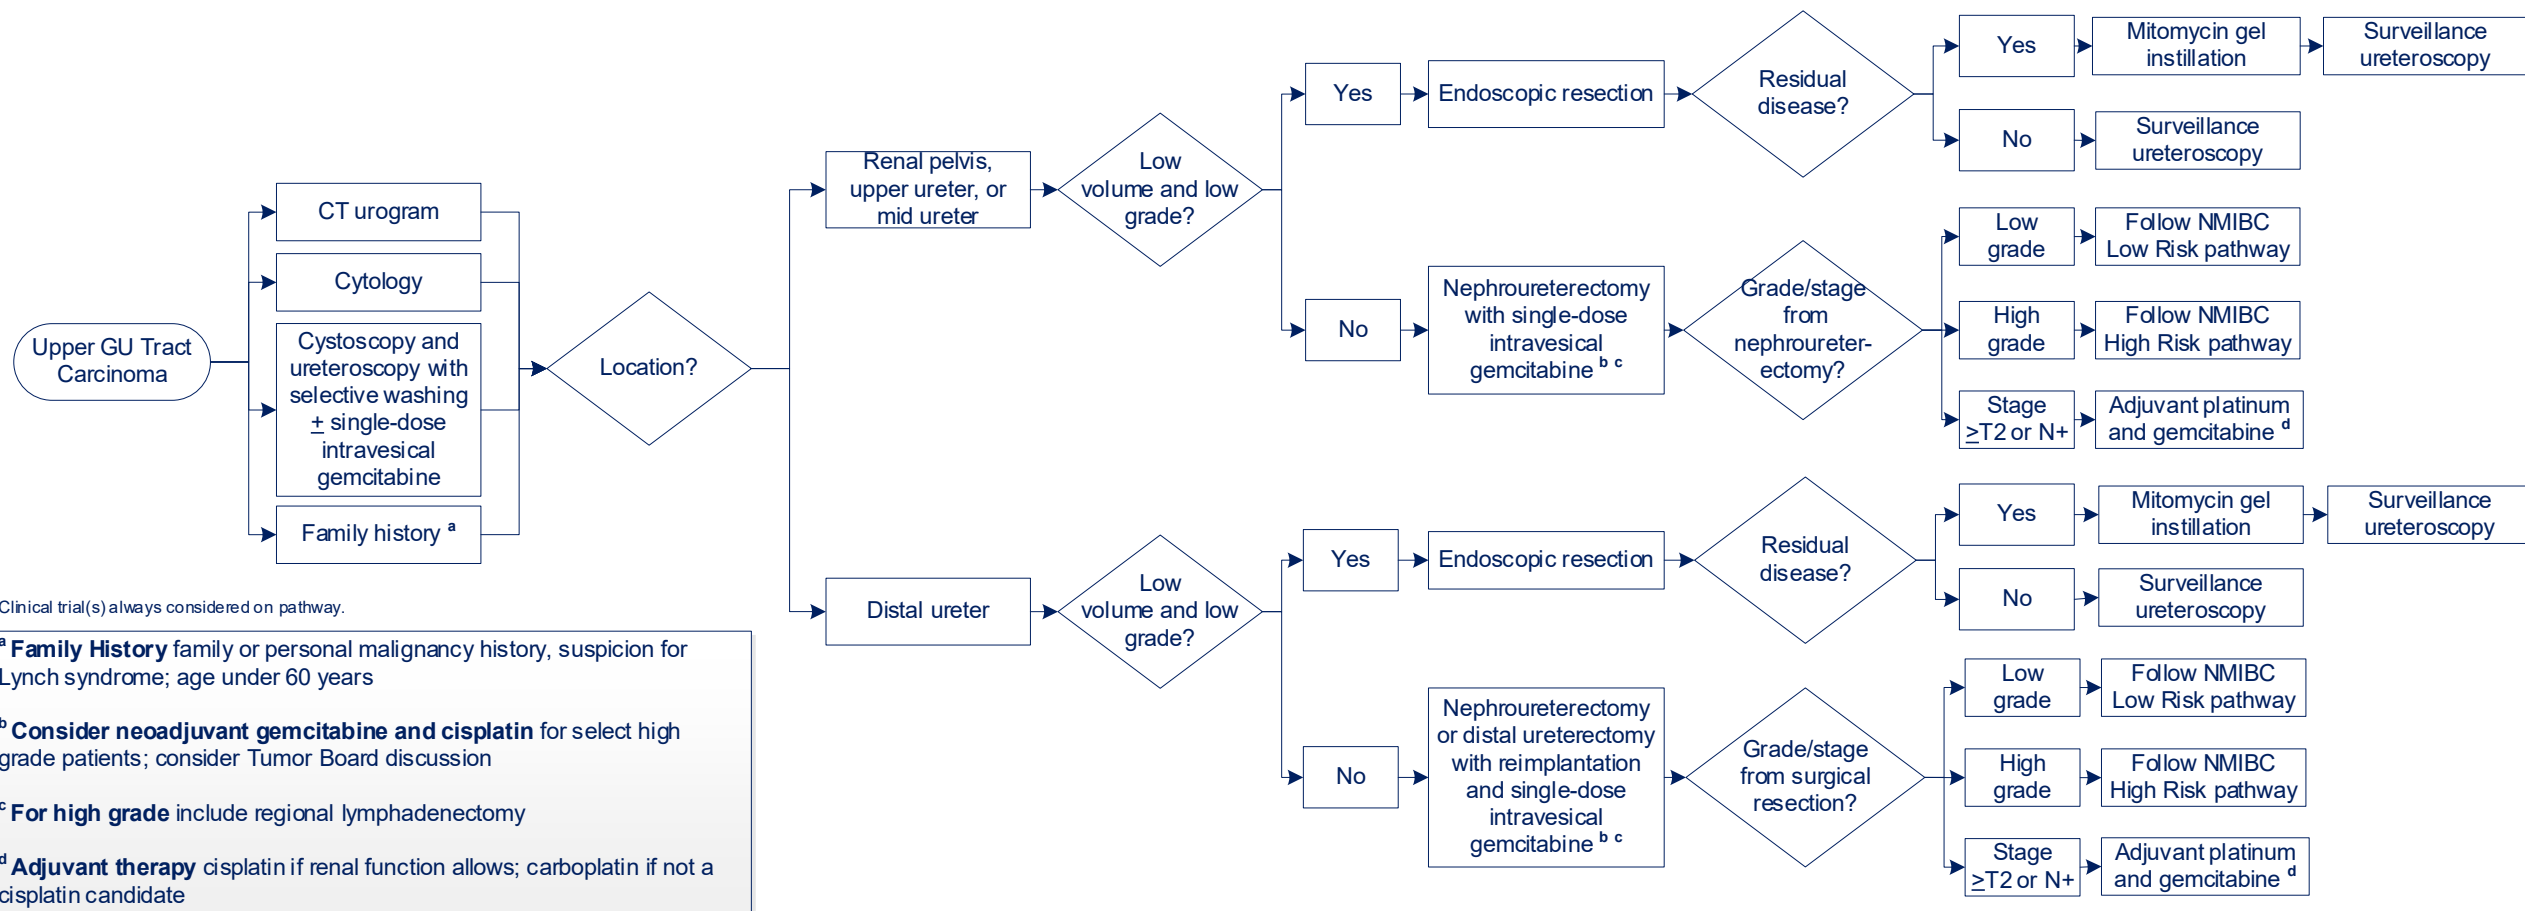 Upper GU Tract
Carcinoma
CT urogram
Cytology
Cystoscopy and
ureteroscopy with
selective washing
± single-dose
intravesical
gemcitabine
Family history a
Location?
Renal pelvis,
upper ureter, or
mid ureter
Low
volume and low
grade?
Yes
Endoscopic resection
Residual
disease?
Yes
Mitomycin gel
instillation
Surveillance
ureteroscopy
No
Surveillance
ureteroscopy
No
Nephroureterectomy
with single-dose
intravesical
gemcitabine b c
Grade/stage
from
nephroureter-
ectomy?
Low
grade
Follow NMIBC
Low Risk pathway
High
grade
Follow NMIBC
High Risk pathway
Stage
≥T2 or N+
Adjuvant platinum
and gemcitabine d
Distal ureter
Low
volume and low
grade?
Yes
Endoscopic resection
Residual
disease?
Yes
Mitomycin gel
instillation
Surveillance
ureteroscopy
No
Surveillance
ureteroscopy
No
Nephroureterectomy
or distal ureterectomy
with reimplantation
and single-dose
intravesical
gemcitabine b c
Grade/stage
from surgical
resection?
Low
grade
Follow NMIBC
Low Risk pathway
High
grade
Follow NMIBC
High Risk pathway
Stage
≥T2 or N+
Adjuvant platinum
and gemcitabine d
Clinical trial(s) always considered on pathway.
a Family History family or personal malignancy history, suspicion for
Lynch syndrome; age under 60 years
b Consider neoadjuvant gemcitabine and cisplatin for select high
grade patients; consider Tumor Board discussion
c For high grade include regional lymphadenectomy
d Adjuvant therapy cisplatin if renal function allows; carboplatin if not a
cisplatin candidate